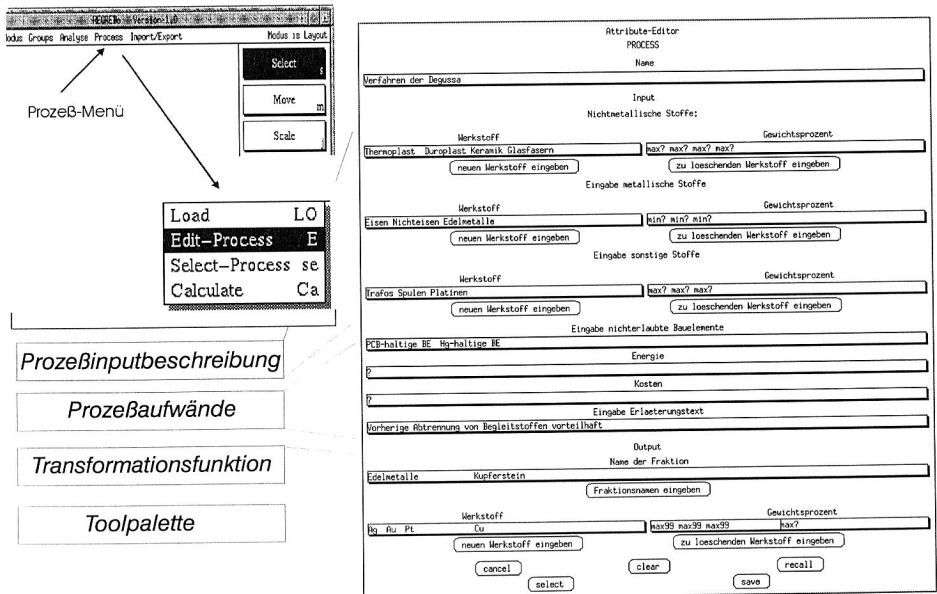 REGRED Version 1.0
Modus Groups Analyse Process Import/Export Modus is Layout
Select s
Move m
Scale
Prozeß-Menü
Load LO
Edit-Process E
Select-Process se
Calculate Ca
Prozeßinputbeschreibung
Prozeßaufwände
Transformationsfunktion
Toolpalette
Attribute-Editor
PROCESS
Name
Verfahren der Degussa
Input
Nichtmetallische Stoffe:
Werkstoff Gewichtsprozent
Thermoplast Duroplast Keramik Glasfasern max? max? max? max?
neuen Werkstoff eingeben zu loeschenden Werkstoff eingeben
Eingabe metallische Stoffe
Werkstoff Gewichtsprozent
Eisen Nichteisen Edelmetalle min? min? min?
neuen Werkstoff eingeben zu loeschenden Werkstoff eingeben
Eingabe sonstige Stoffe
Werkstoff Gewichtsprozent
Trafos Spulen Platinen max? max? max?
neuen Werkstoff eingeben zu loeschenden Werkstoff eingeben
Eingabe nichterlaubte Bauelemente
PCB-haltige BE Hg-haltige BE
Energie
?
Kosten
?
Eingabe Erlaeterungstext
Vorherige Abtrennung von Begleitstoffen vorteilhaft
Output
Name der Fraktion
Edelmetalle Kupferstein
Fraktionsnamen eingeben
Werkstoff Gewichtsprozent
Ag Au Pt Cu max99 max99 max99 max?
neuen Werkstoff eingeben zu loeschenden Werkstoff eingeben
cancel clear recall
select save